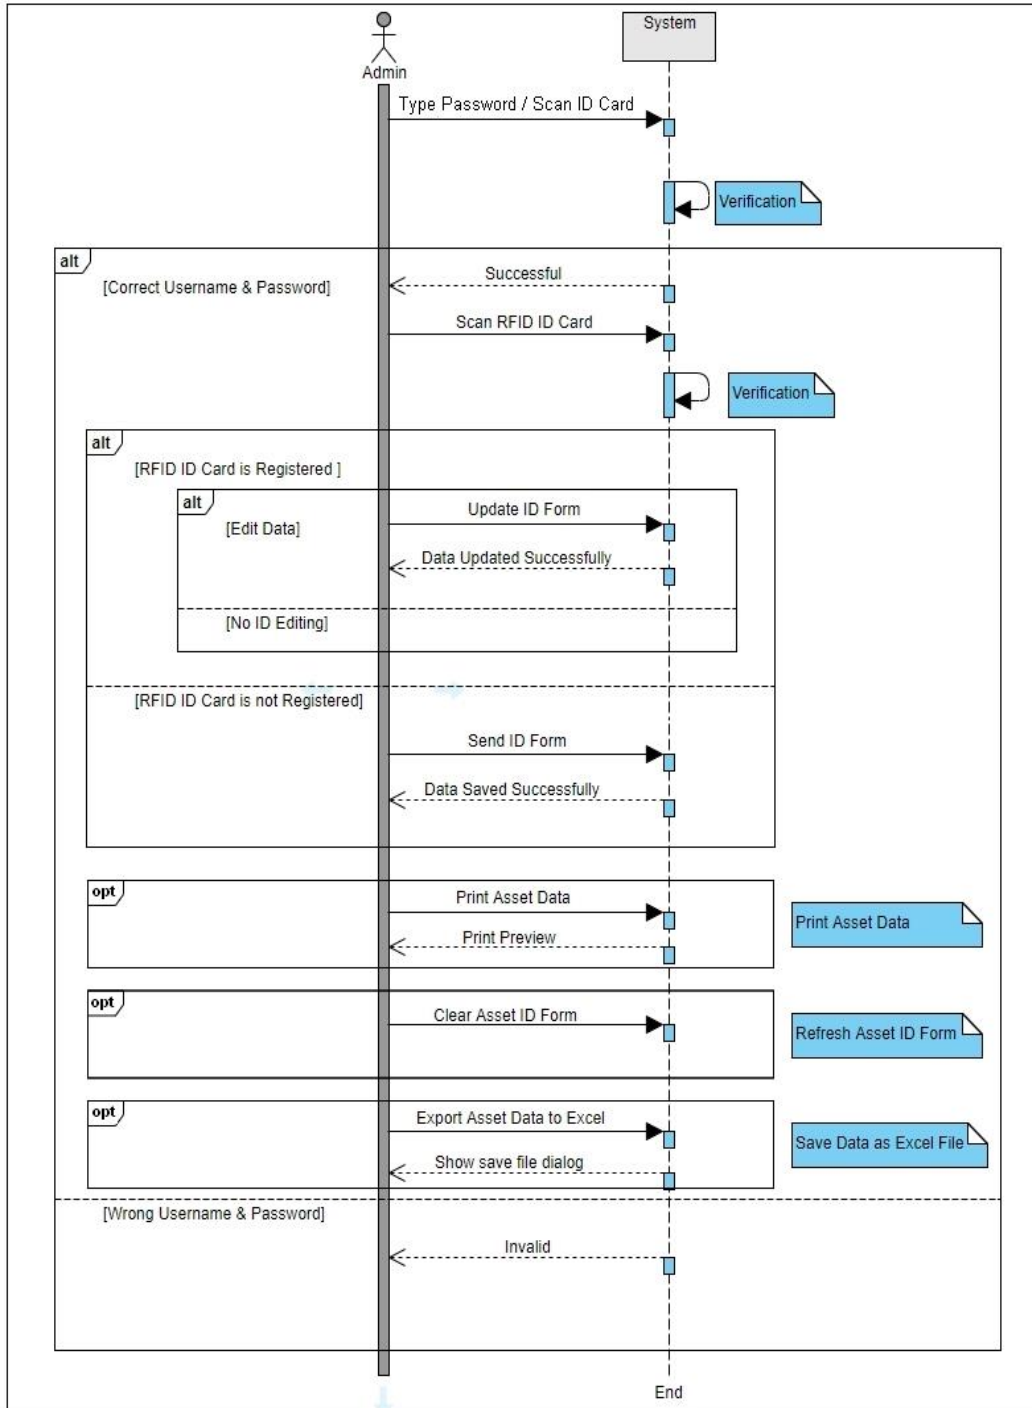 System
Admin
Type Password / Scan ID Card
Verification
alt
Successful
[Correct Username & Password]
Scan RFID ID Card
Verification
alt
[RFID ID Card is Registered ]
alt
Update ID Form
[Edit Data]
Data Updated Successfully
[No ID Editing]
[RFID ID Card is not Registered]
Send ID Form
Data Saved Successfully
opt
Print Asset Data
Print Asset Data
Print Preview
opt
Clear Asset ID Form
Refresh Asset ID Form
opt
Export Asset Data to Excel
Save Data as Excel File
Show save file dialog
[Wrong Username & Password]
Invalid
End